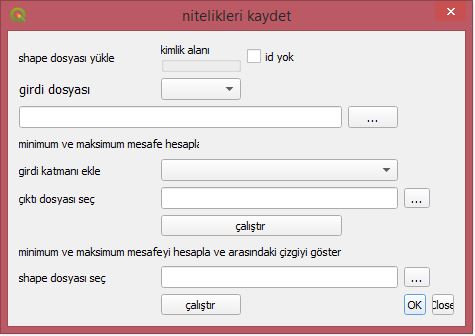 nitelikleri kaydet
kimlik alanı
shape dosyası yükle
id yok
girdi dosyası
...
minimum ve maksimum mesafe hesapla
girdi katmanı ekle
çıktı dosyası seç
...
çalıştır
minimum ve maksimum mesafeyi hesapla ve arasındaki çizgiyi göster
shape dosyası seç
...
çalıştır
OK
Close